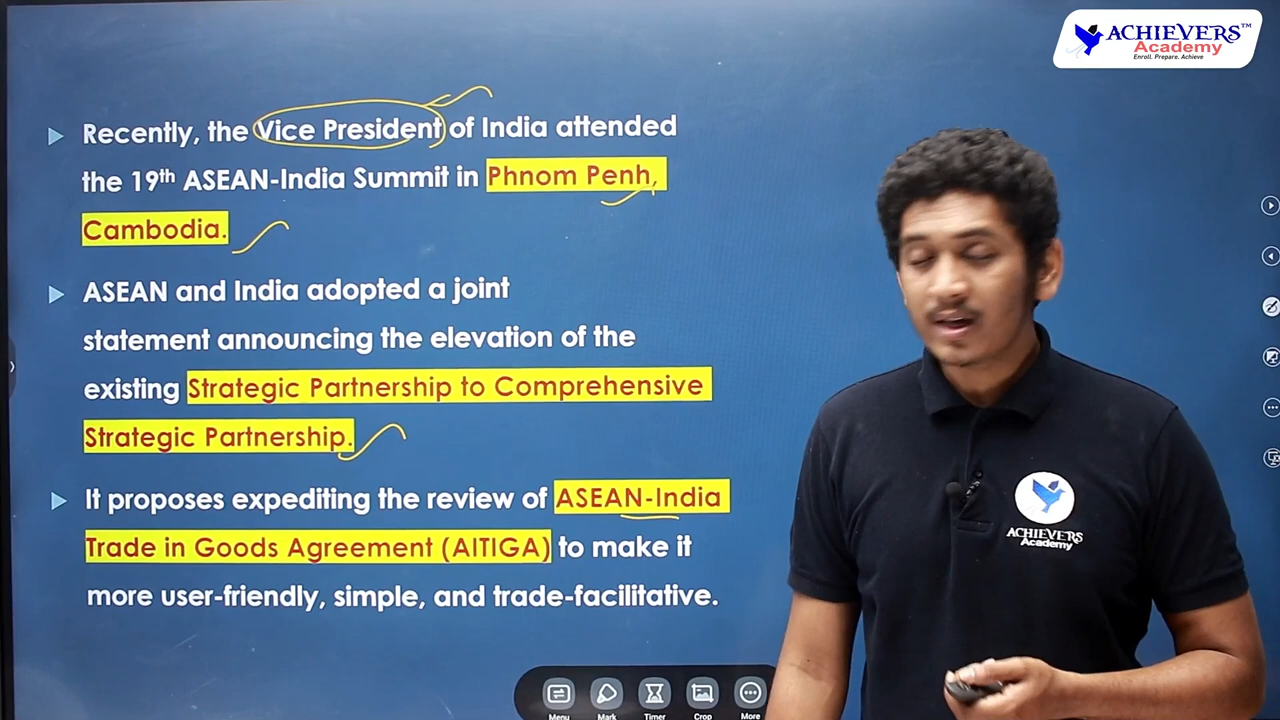 ACHIEVERS™
Academy
Enroll. Prepare. Achieve
Recently, the Vice President of India attended
the 19th ASEAN-India Summit in Phnom Penh,
Cambodia.
ASEAN and India adopted a joint
statement announcing the elevation of the
existing Strategic Partnership to Comprehensive
Strategic Partnership.
It proposes expediting the review of ASEAN-India
Trade in Goods Agreement (AITIGA) to make it
more user-friendly, simple, and trade-facilitative.
ACHIEVERS
Academy
Menu Mark Timer Crop More